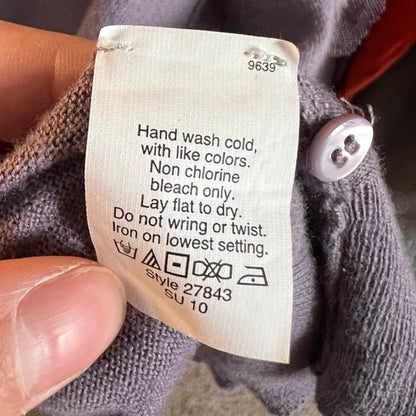 9639
Hand wash cold,
with like colors.
Non chlorine
bleach only.
Lay flat to dry.
Do not wring or twist.
Iron on lowest setting.
Style 27843
SU 10